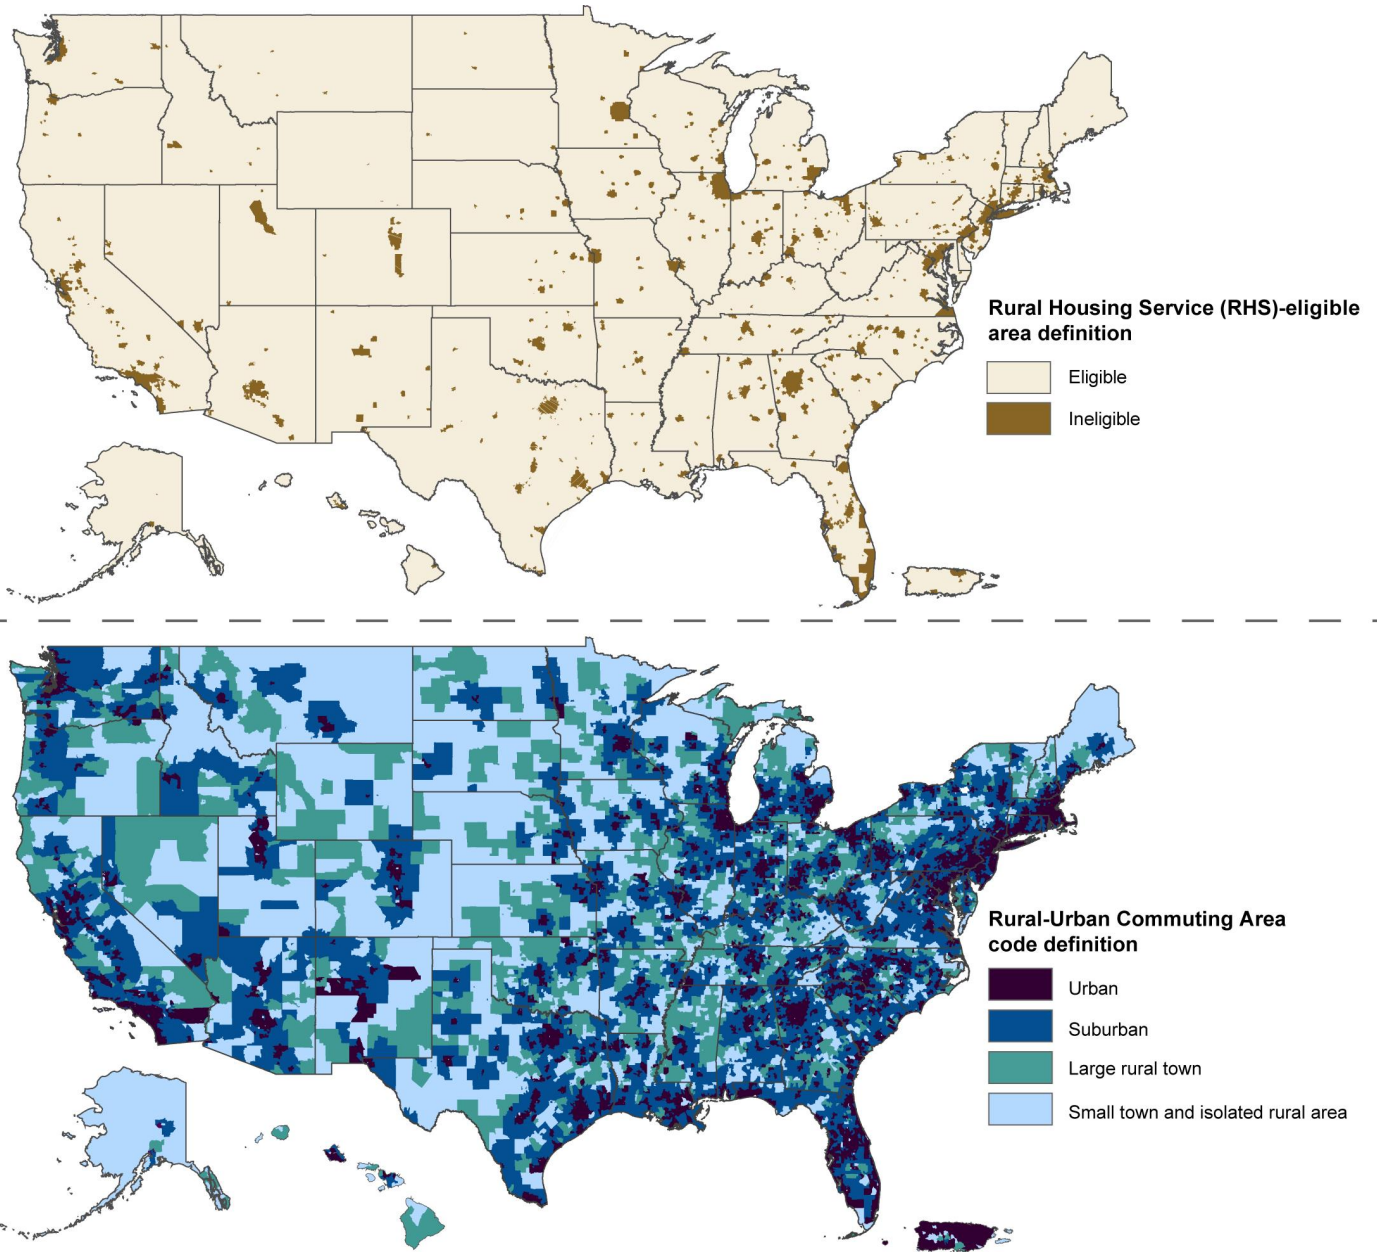 Rural Housing Service (RHS)-eligible
area definition
Eligible
Ineligible
Rural-Urban Commuting Area
code definition
Urban
Suburban
Large rural town
Small town and isolated rural area